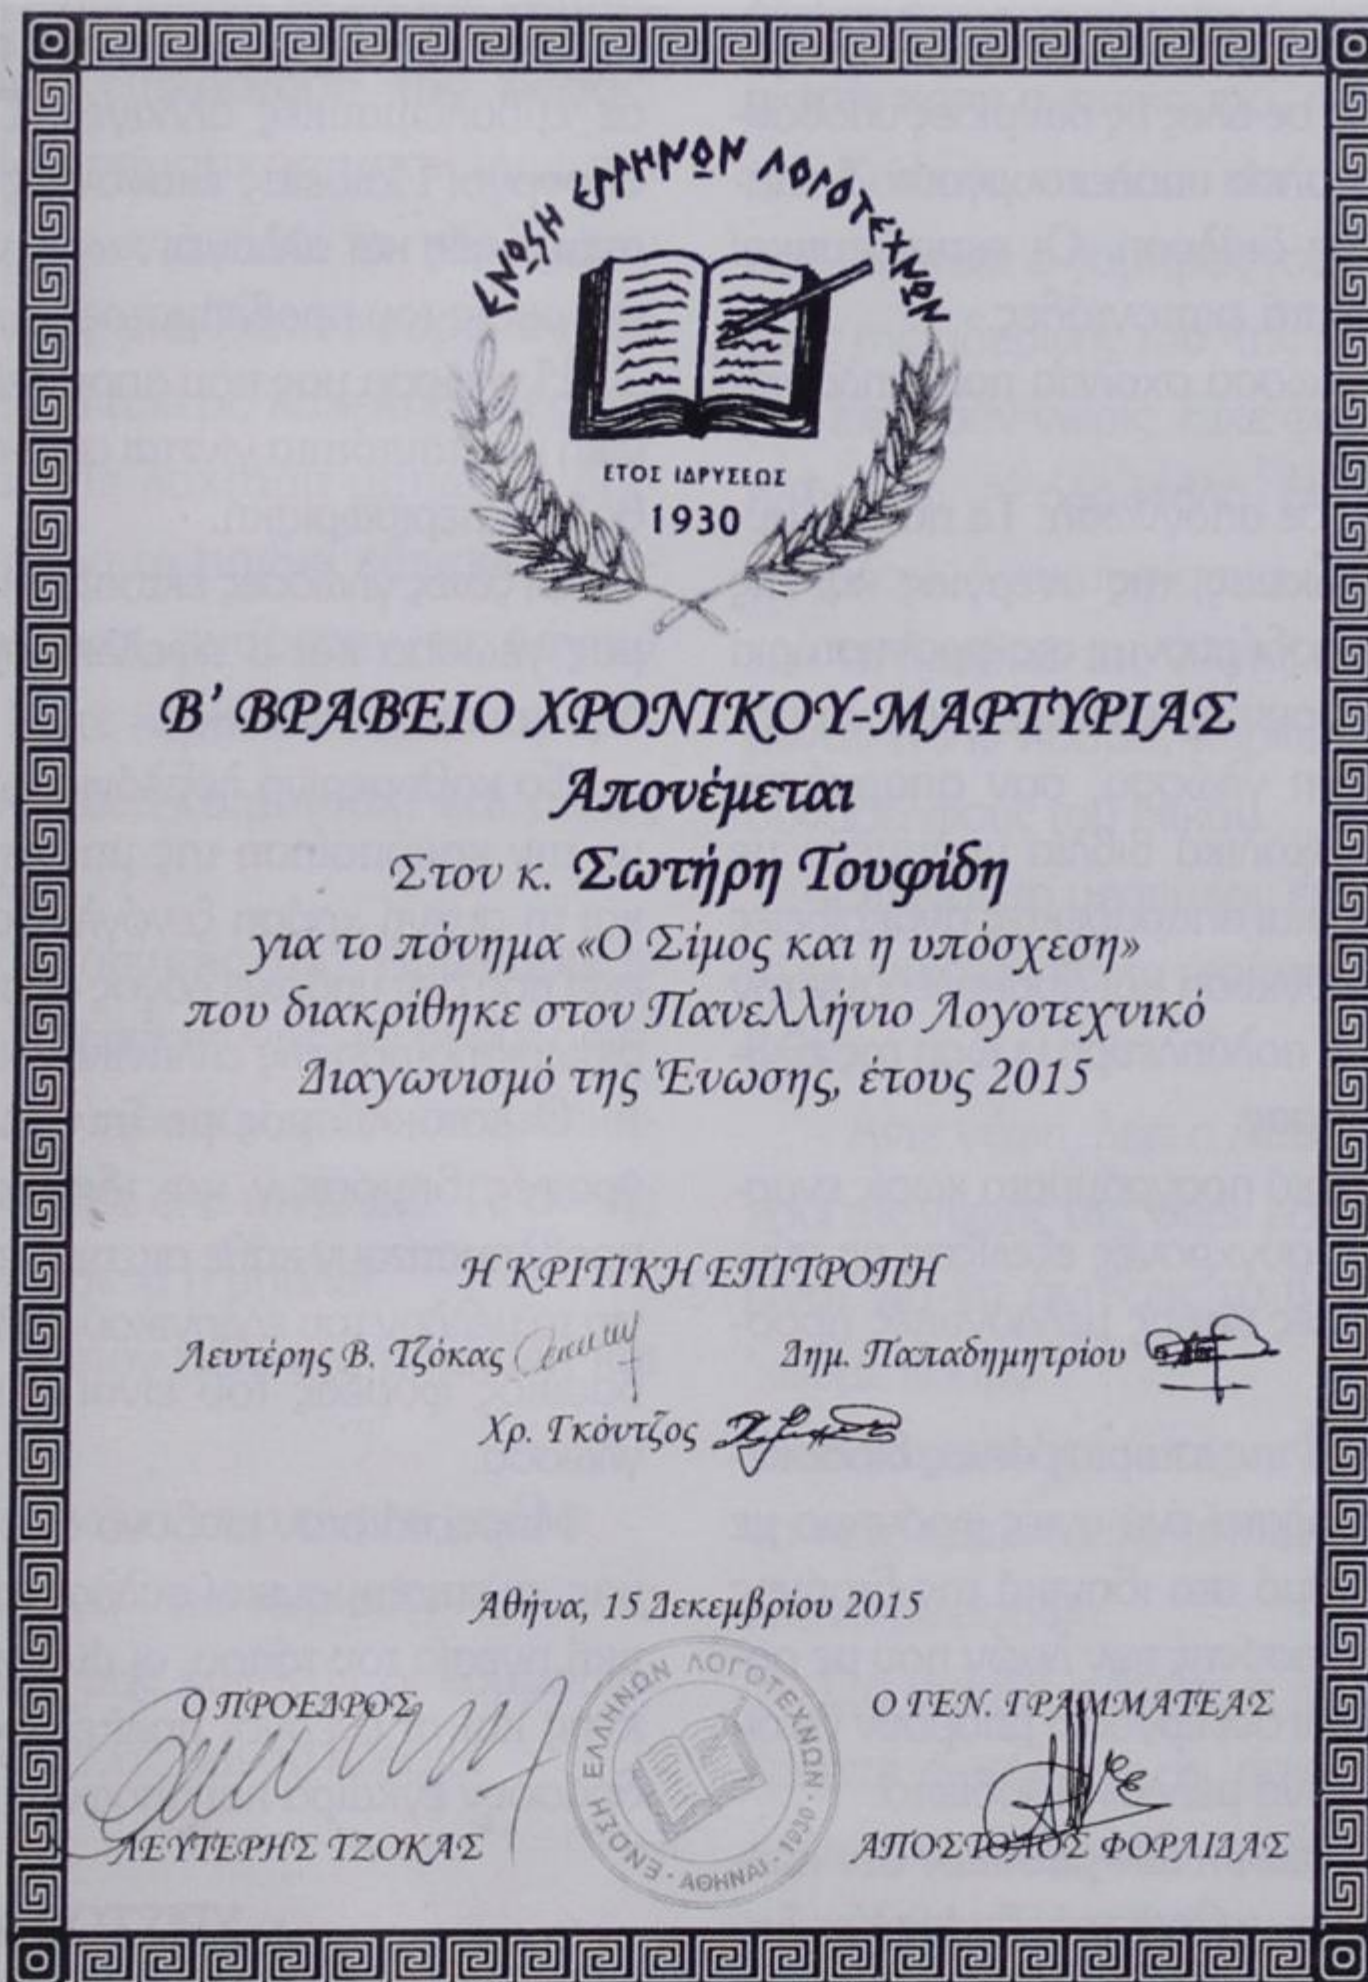 ΕΝΩΣΗ ΕΛΛΗΝΩΝ ΛΟΓΟΤΕΧΝΩΝ
ΕΤΟΣ ΙΔΡΥΣΕΩΣ
1930
Β' ΒΡΑΒΕΙΟ ΧΡΟΝΙΚΟΥ-ΜΑΡΤΥΡΙΑΣ
Απονέμεται
Στον κ. Σωτήρη Τουφίδη
για το πόνημα «Ο Σίμος και η υπόσχεση»
που διακρίθηκε στον Πανελλήνιο Λογοτεχνικό
Διαγωνισμό της Ένωσης, έτους 2015
Η ΚΡΙΤΙΚΗ ΕΠΙΤΡΟΠΗ
Λευτέρης Β. Τζόκας Δημ. Παπαδημητρίου
Χρ. Γκόντζος
Αθήνα, 15 Δεκεμβρίου 2015
Ο ΠΡΟΕΔΡΟΣ Ο ΓΕΝ. ΓΡΑΜΜΑΤΕΑΣ
ΕΝΩΣΗ ΕΛΛΗΝΩΝ ΛΟΓΟΤΕΧΝΩΝ · ΑΘΗΝΑΙ - 1930 ·
ΛΕΥΤΕΡΗΣ ΤΖΟΚΑΣ ΑΠΟΣΤΟΛΟΣ ΦΟΡΛΙΔΑΣ